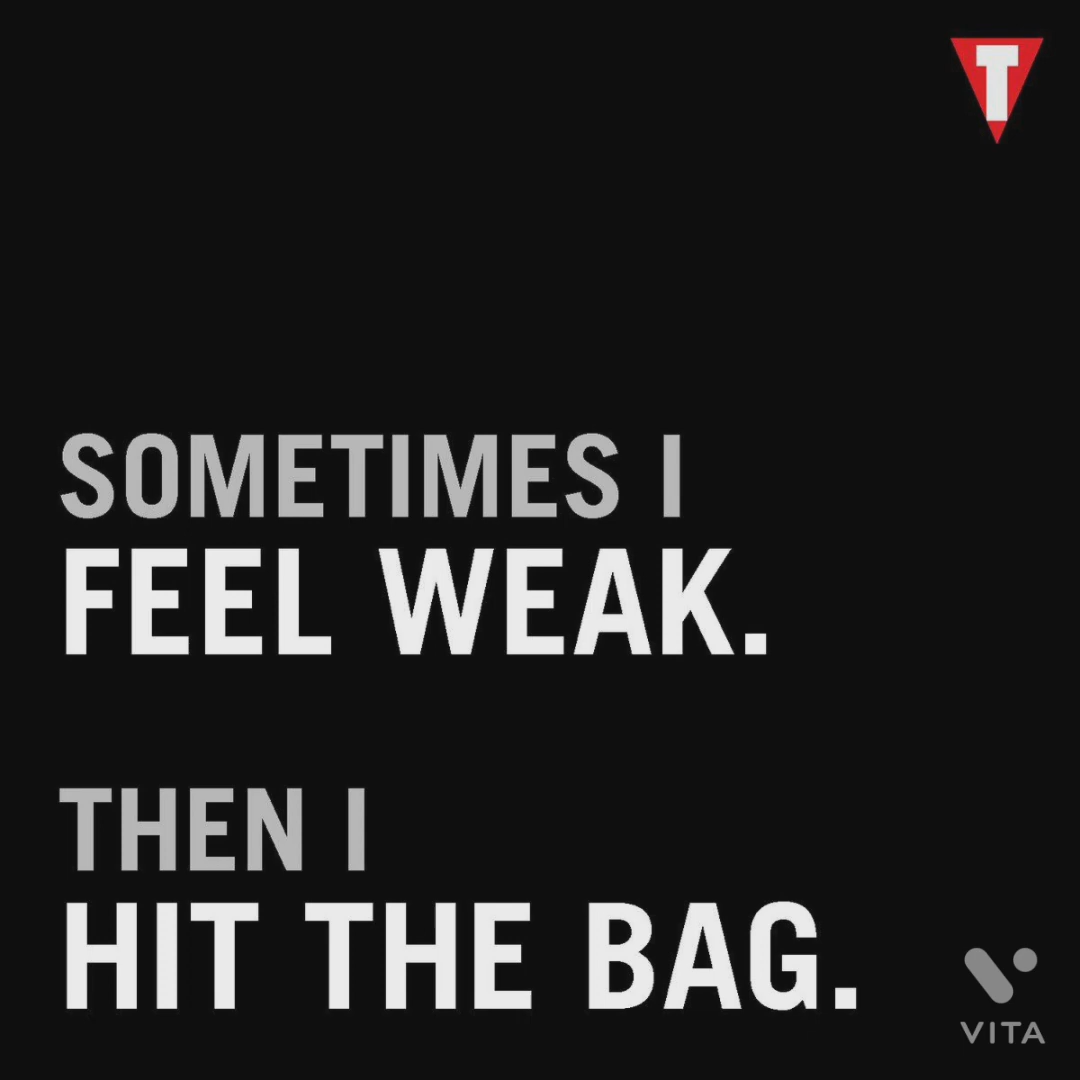 T
SOMETIMES I
FEEL WEAK.
THEN I
HIT THE BAG.
VITA